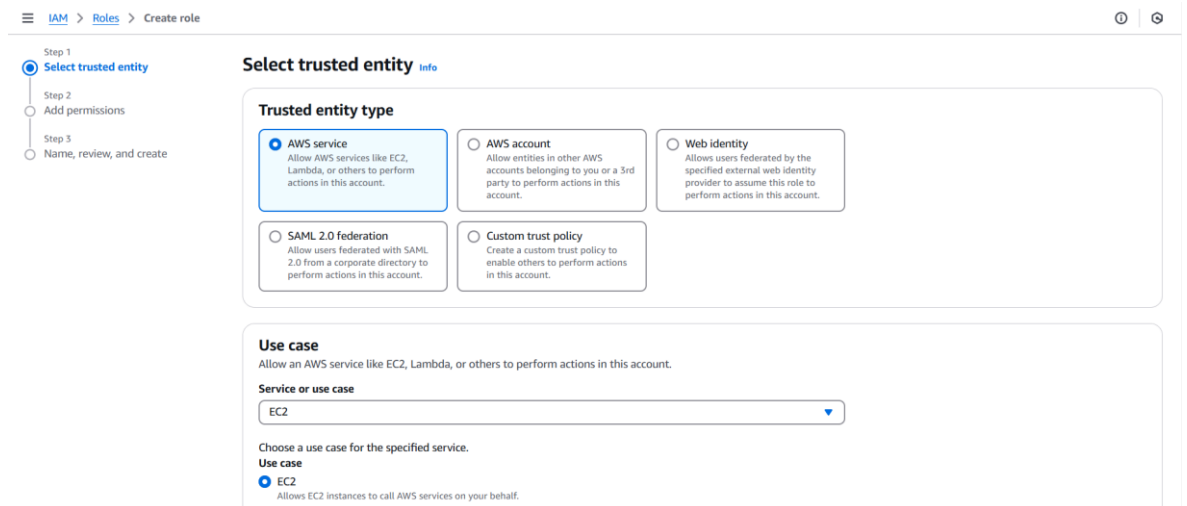 IAM > Roles > Create role
Step 1
Select trusted entity
Step 2
Add permissions
Step 3
Name, review, and create
Select trusted entity Info
Trusted entity type
AWS service
Allow AWS services like EC2,
Lambda, or others to perform
actions in this account.
AWS account
Allow entities in other AWS
accounts belonging to you or a 3rd
party to perform actions in this
account.
Web identity
Allows users federated by the
specified external web identity
provider to assume this role to
perform actions in this account.
SAML 2.0 federation
Allow users federated with SAML
2.0 from a corporate directory to
perform actions in this account.
Custom trust policy
Create a custom trust policy to
enable others to perform actions
in this account.
Use case
Allow an AWS service like EC2, Lambda, or others to perform actions in this account.
Service or use case
EC2
Choose a use case for the specified service.
Use case
EC2
Allows EC2 instances to call AWS services on your behalf.